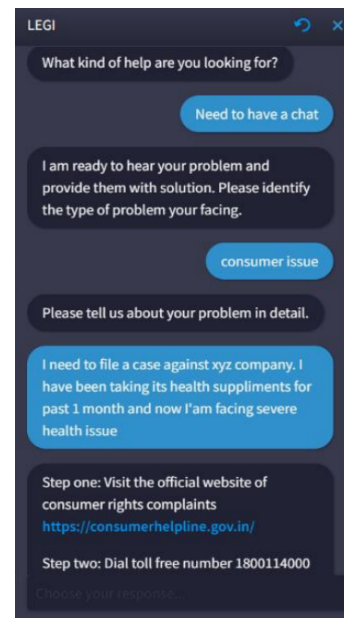 LEGI
What kind of help are you looking for?
Need to have a chat
I am ready to hear your problem and
provide them with solution. Please identify
the type of problem your facing.
consumer issue
Please tell us about your problem in detail.
I need to file a case against xyz company. I
have been taking its health suppliments for
past 1 month and now I'am facing severe
health issue
Step one: Visit the official website of
consumer rights complaints
https://consumerhelpline.gov.in/
Step two: Dial toll free number 1800114000
Choose your response...